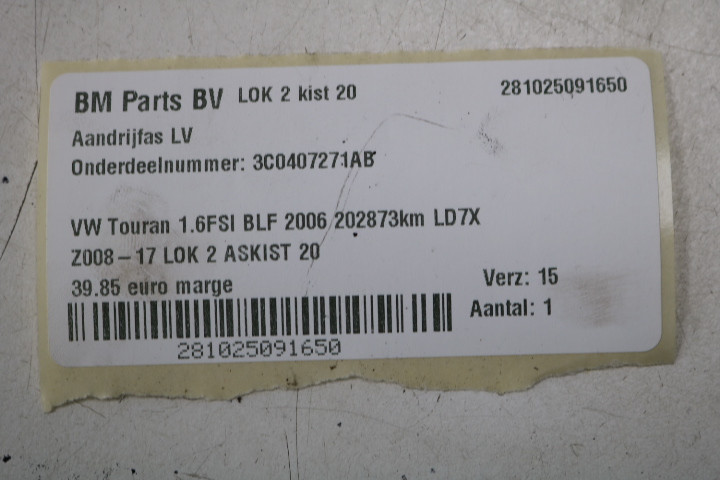 BM Parts BV LOK 2 kist 20 281025091650
Aandrijfas LV
Onderdeelnummer: 3C0407271AB
VW Touran 1.6FSI BLF 2006 202873km LD7X
Z008-17 LOK 2 ASKIST 20
39.85 euro marge Verz: 15
Aantal: 1
281025091650